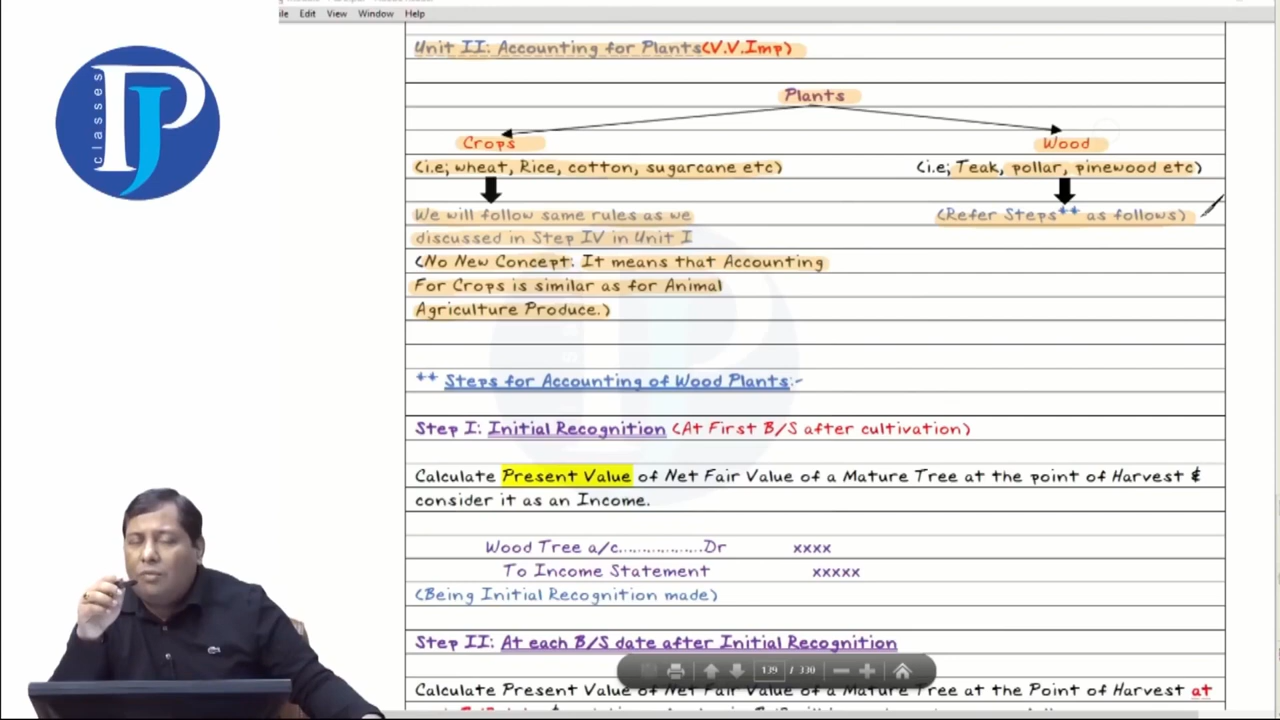 ile Edit View Window Help
classes
PJ
Unit II: Accounting for Plants(V.V.Imp)
Plants
Crops
Wood
(i.e; wheat, Rice, cotton, sugarcane etc)
(i.e; Teak, pollar, pinewood etc)
We will follow same rules as we
discussed in Step IV in Unit I
(Refer Steps** as follows)
(No New Concept. It means that Accounting
For Crops is similar as for Animal
Agriculture Produce.)
** Steps for Accounting of Wood Plants:-
Step I: Initial Recognition (At First B/S after cultivation)
Calculate Present Value of Net Fair Value of a Mature Tree at the point of Harvest &
consider it as an Income.
Wood Tree a/c.................Dr xxxx
To Income Statement xxxxx
(Being Initial Recognition made)
Step II: At each B/S date after Initial Recognition
139 / 330
Calculate Present Value of Net Fair Value of a Mature Tree at the Point of Harvest at